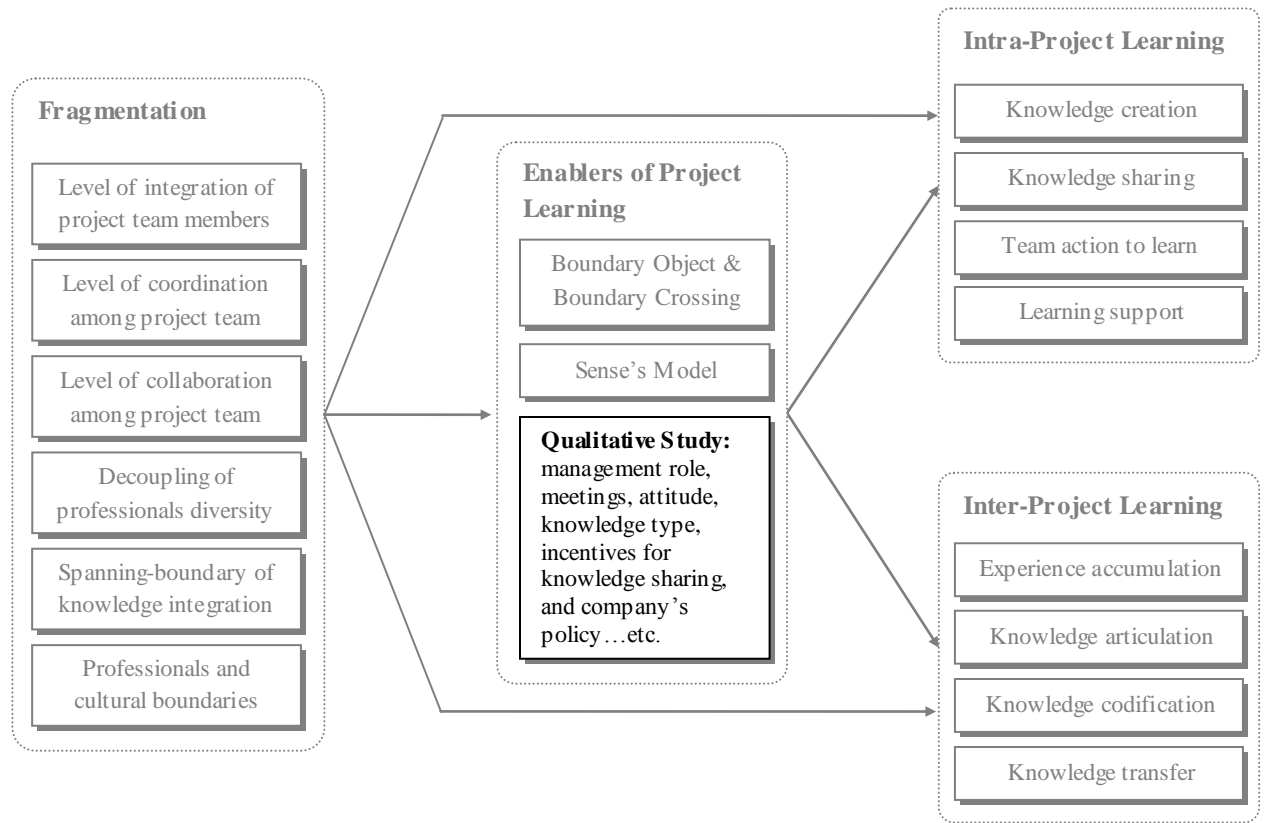 Fragmentation
Level of integration of
project team members
Level of coordination
among project team
Level of collaboration
among project team
Decoupling of
professionals diversity
Spanning-boundary of
knowledge integration
Professionals and
cultural boundaries
Enablers of Project
Learning
Boundary Object &
Boundary Crossing
Sense’s Model
Qualitative Study:
management role,
meetings, attitude,
knowledge type,
incentives for
knowledge sharing,
and company’s
policy…etc.
Intra-Project Learning
Knowledge creation
Knowledge sharing
Team action to learn
Learning support
Inter-Project Learning
Experience accumulation
Knowledge articulation
Knowledge codification
Knowledge transfer